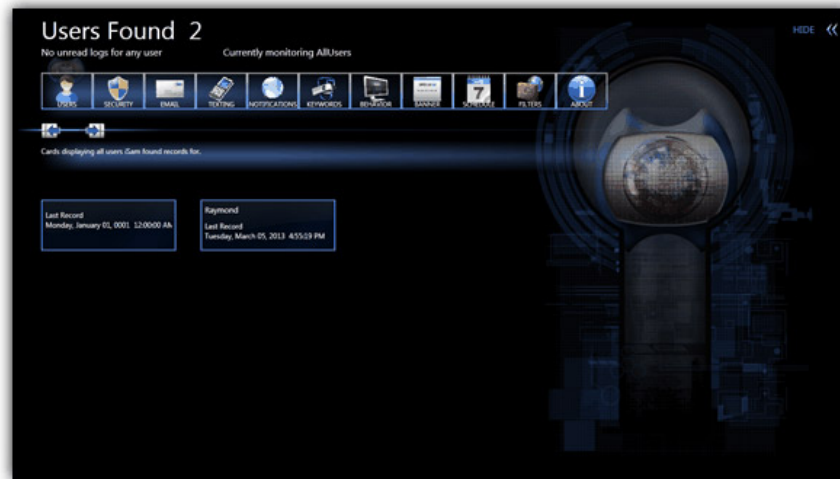 Users Found 2
HIDE
No unread logs for any user Currently monitoring AllUsers
USERS SECURITY EMAIL TEXTING NOTIFICATIONS KEYWORDS BEHAVIOR BANNER SCHEDULE FILTERS ABOUT
7
Cards displaying all users iSam found records for.
Last Record
Monday, January 01, 0001 12:00:00 AM
Raymond
Last Record
Tuesday, March 05, 2013 4:55:19 PM